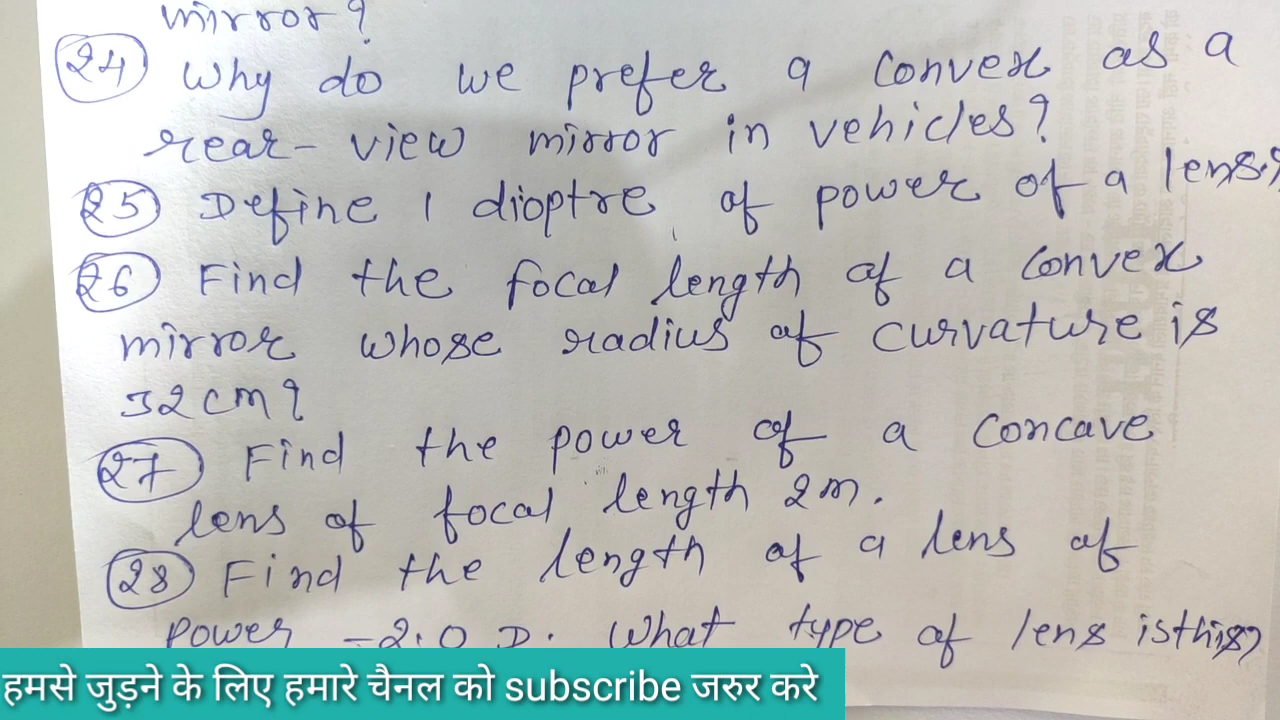 mirror?
24 Why do we prefer a convex as a
rear-view mirror in vehicles?
25 Define 1 dioptre of power of a lens?
26 Find the focal length of a convex
mirror whose radius of curvature is
32cm?
27 Find the power of a concave
lens of focal length 2m.
28 Find the length of a lens of
power -2.0 D. What type of lens is this?
हमसे जुड़ने के लिए हमारे चैनल को subscribe जरुर करे